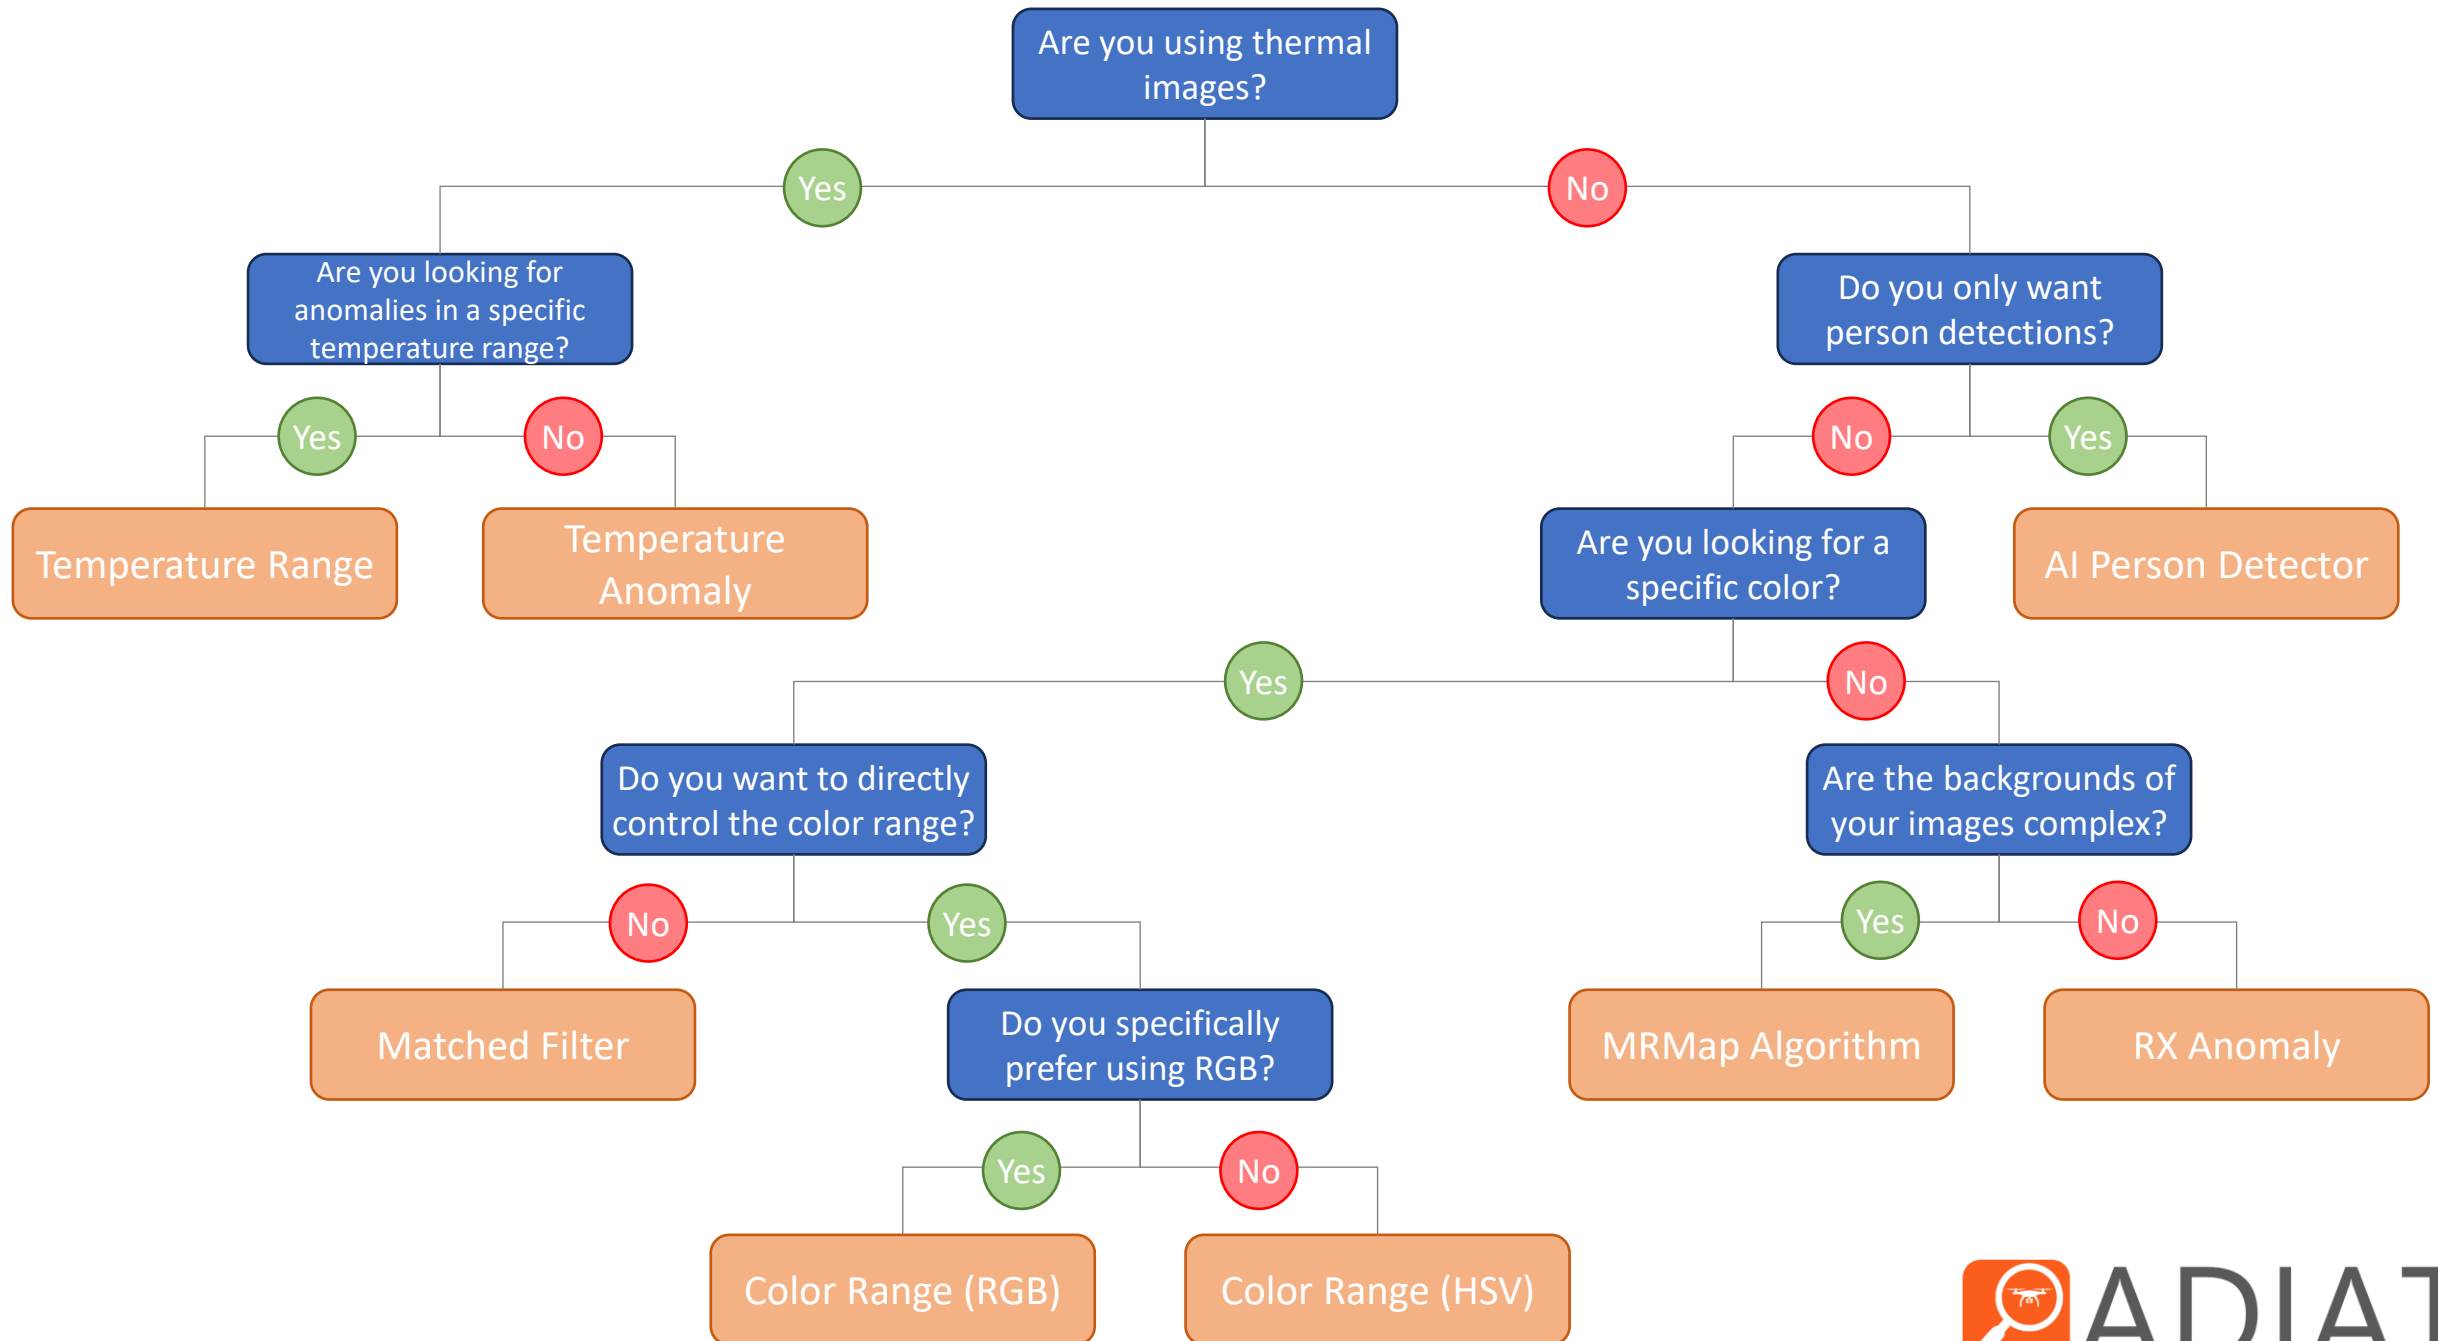 Are you using thermal
images?
Yes
No
Are you looking for
anomalies in a specific
temperature range?
Do you only want
person detections?
Yes
No
No
Yes
Temperature Range
Temperature
Anomaly
Are you looking for a
specific color?
AI Person Detector
Yes
No
Do you want to directly
control the color range?
Are the backgrounds of
your images complex?
No
Yes
Yes
No
Matched Filter
Do you specifically
prefer using RGB?
MRMap Algorithm
RX Anomaly
Yes
No
Color Range (RGB)
Color Range (HSV)
ADIAT